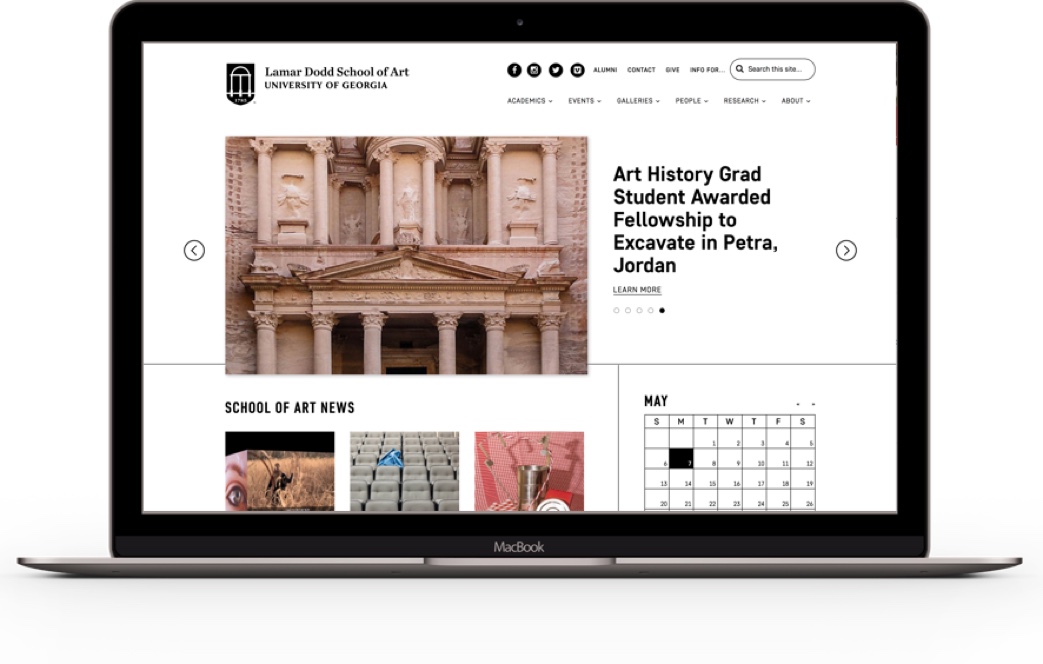 Lamar Dodd School of Art
UNIVERSITY OF GEORGIA
ALUMNI CONTACT GIVE INFO FOR... Search this site...
ACADEMICS EVENTS GALLERIES PEOPLE RESEARCH ABOUT
Art History Grad
Student Awarded
Fellowship to
Excavate in Petra,
Jordan
LEARN MORE
SCHOOL OF ART NEWS
MAY
S M T W T F S
1 2 3 4 5
6 7 8 9 10 11 12
13 14 15 16 17 18 19
20 21 22 23 24 25 26
MacBook